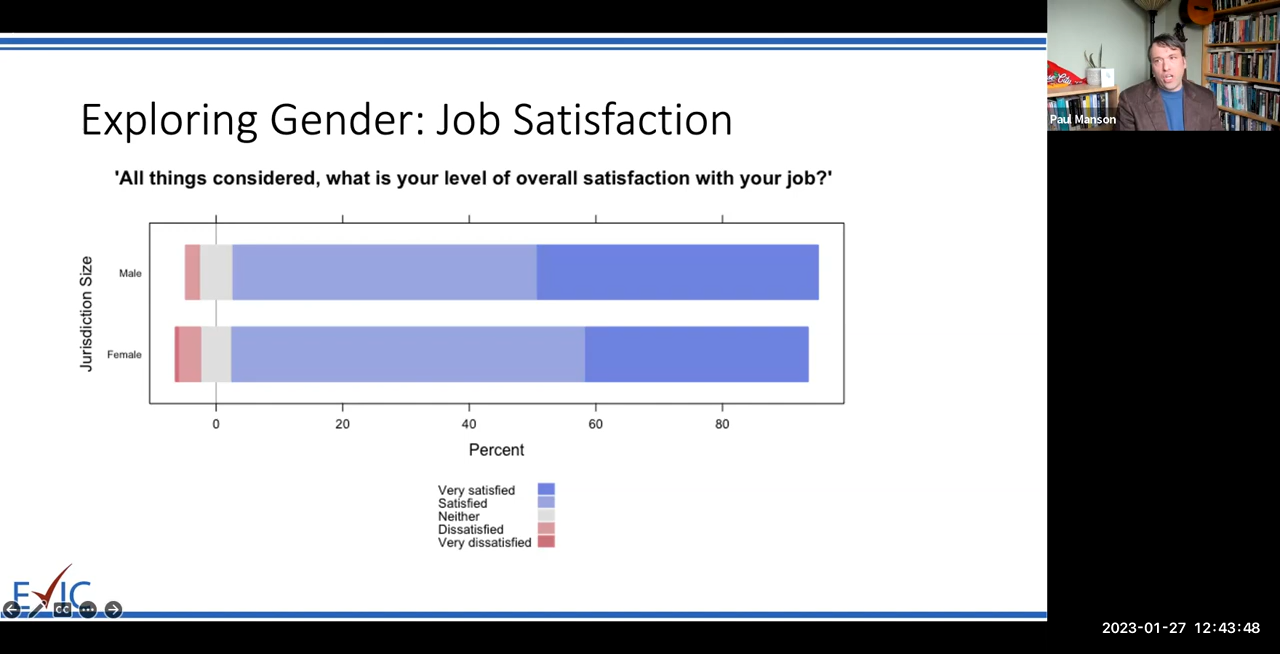 Exploring Gender: Job Satisfaction
'All things considered, what is your level of overall satisfaction with your job?'
Jurisdiction Size
Male
Female
0 20 40 60 80
Percent
Very satisfied
Satisfied
Neither
Dissatisfied
Very dissatisfied
EVIC
CC
Paul Manson
2023-01-27 12:43:48